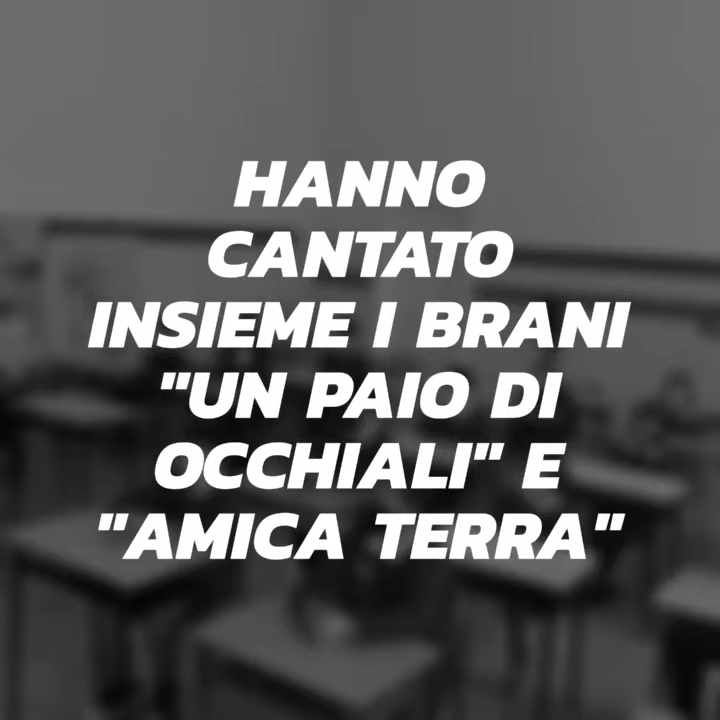 HANNO
CANTATO
INSIEME I BRANI
"UN PAIO DI
OCCHIALI" E
"AMICA TERRA"